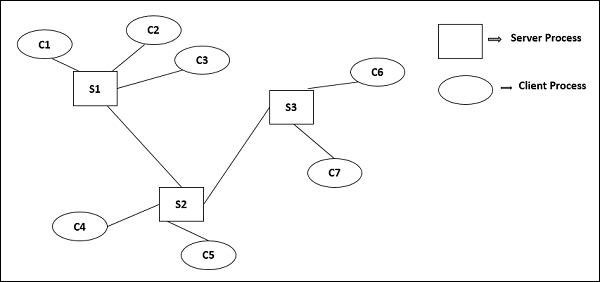 C1
C2
C3
S1
C6
S3
C7
S2
C4
C5
Server Process
Client Process